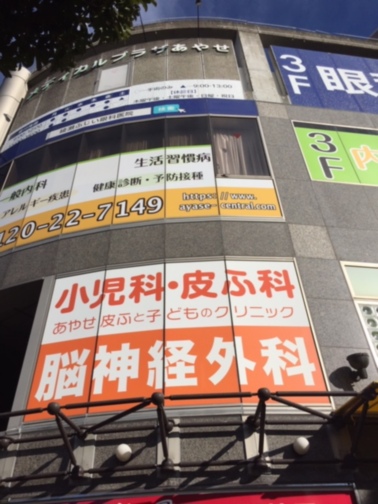 ディカルプラザあやせ
3F 眼
一般内科 生活習慣病
アレルギー疾患 健康診断・予防接種
120-22-7149 https://www.ayase-central.com
3F 内
小児科・皮ふ科
あやせ皮ふと子どものクリニック
脳神経外科